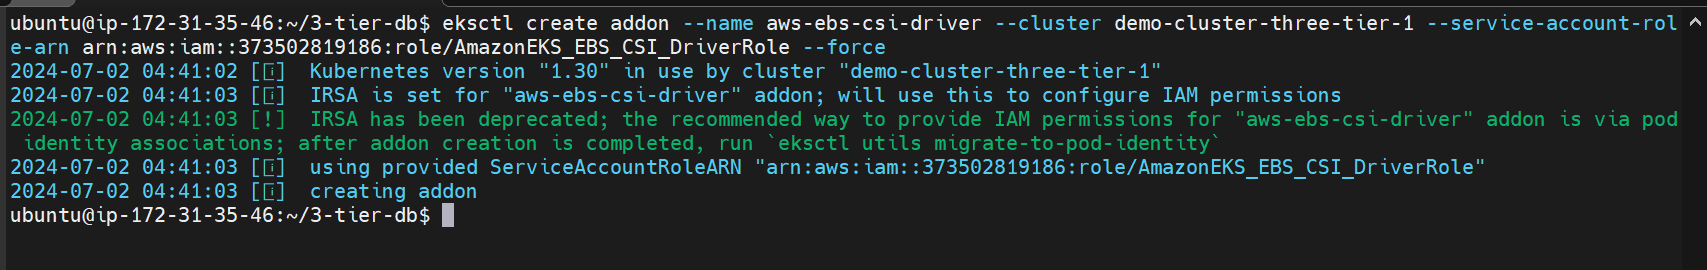 ubuntu@ip-172-31-35-46:~/3-tier-db$ eksctl create addon --name aws-ebs-csi-driver --cluster demo-cluster-three-tier-1 --service-account-rol
e-arn arn:aws:iam::373502819186:role/AmazonEKS_EBS_CSI_DriverRole --force
2024-07-02 04:41:02 [ℹ]  Kubernetes version "1.30" in use by cluster "demo-cluster-three-tier-1"
2024-07-02 04:41:03 [ℹ]  IRSA is set for "aws-ebs-csi-driver" addon; will use this to configure IAM permissions
2024-07-02 04:41:03 [!]  IRSA has been deprecated; the recommended way to provide IAM permissions for "aws-ebs-csi-driver" addon is via pod
 identity associations; after addon creation is completed, run `eksctl utils migrate-to-pod-identity`
2024-07-02 04:41:03 [ℹ]  using provided ServiceAccountRoleARN "arn:aws:iam::373502819186:role/AmazonEKS_EBS_CSI_DriverRole"
2024-07-02 04:41:03 [ℹ]  creating addon
ubuntu@ip-172-31-35-46:~/3-tier-db$